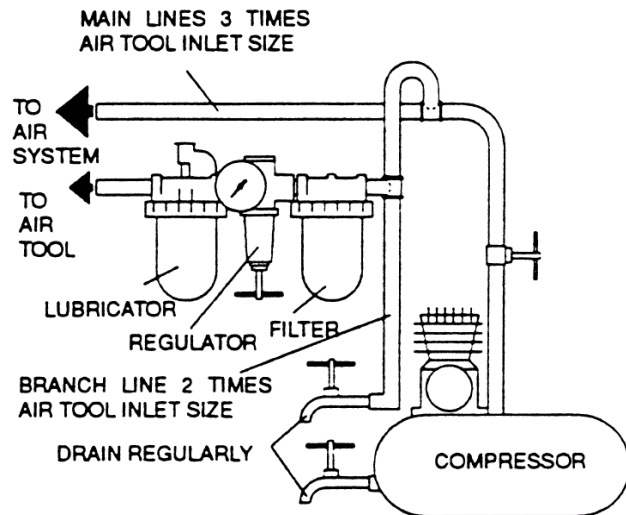 MAIN LINES 3 TIMES
AIR TOOL INLET SIZE
TO
AIR
SYSTEM
TO
AIR
TOOL
LUBRICATOR
REGULATOR
FILTER
BRANCH LINE 2 TIMES
AIR TOOL INLET SIZE
DRAIN REGULARLY
COMPRESSOR